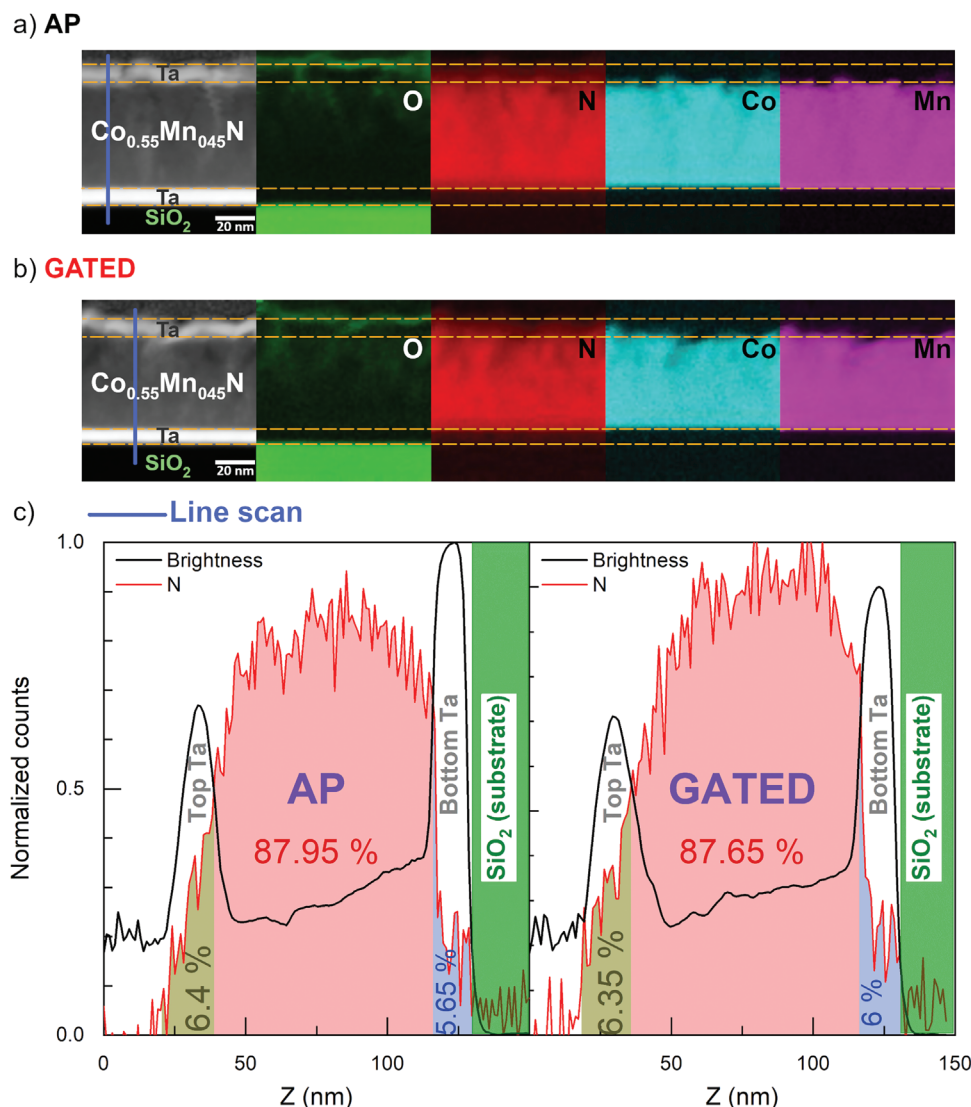 a) AP
Ta
O
N
Co
Mn
Co0.55Mn045N
Ta
SiO2
20 nm
b) GATED
Ta
O
N
Co
Mn
Co0.55Mn045N
Ta
SiO2
20 nm
c)
Line scan
1.0
Brightness
N
Brightness
N
Normalized counts
0.5
0.0
Top Ta
AP
87.95 %
6.4 %
Bottom Ta
5.65 %
SiO2 (substrate)
Top Ta
GATED
87.65 %
6.35 %
Bottom Ta
6 %
SiO2 (substrate)
0 50 100 50 100 150
Z (nm) Z (nm)